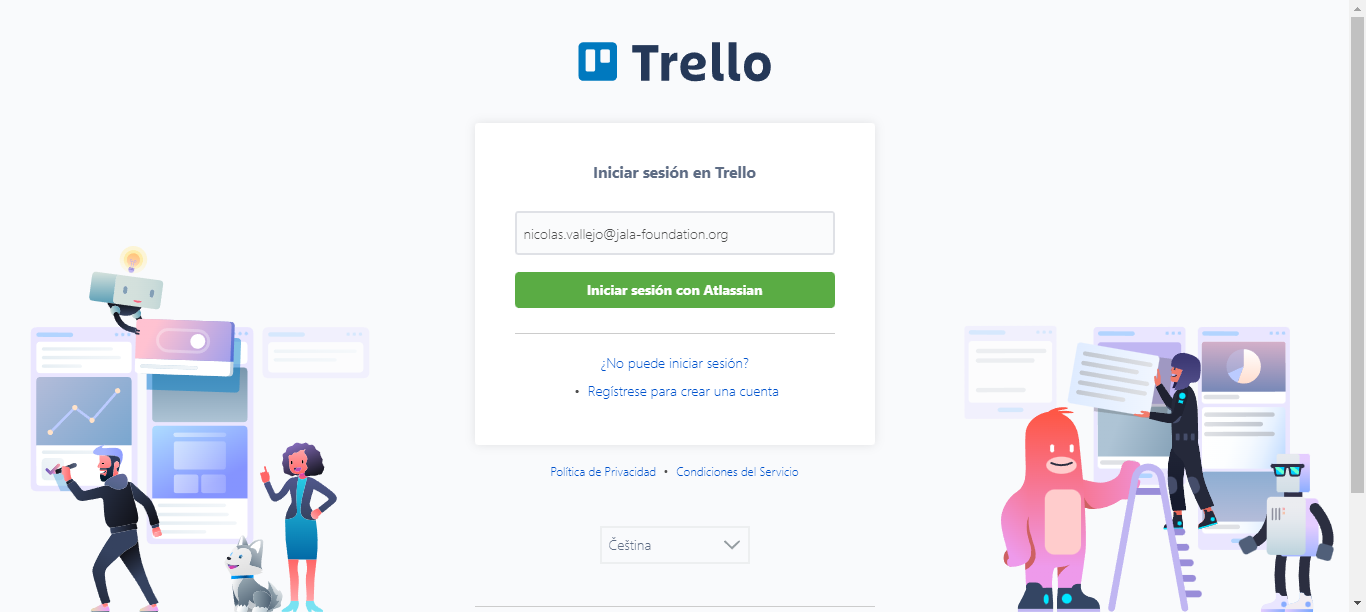 Trello
Iniciar sesión en Trello
nicolas.vallejo@jala-foundation.org
Iniciar sesión con Atlassian
¿No puede iniciar sesión?
• Regístrese para crear una cuenta
Política de Privacidad • Condiciones del Servicio
Čeština